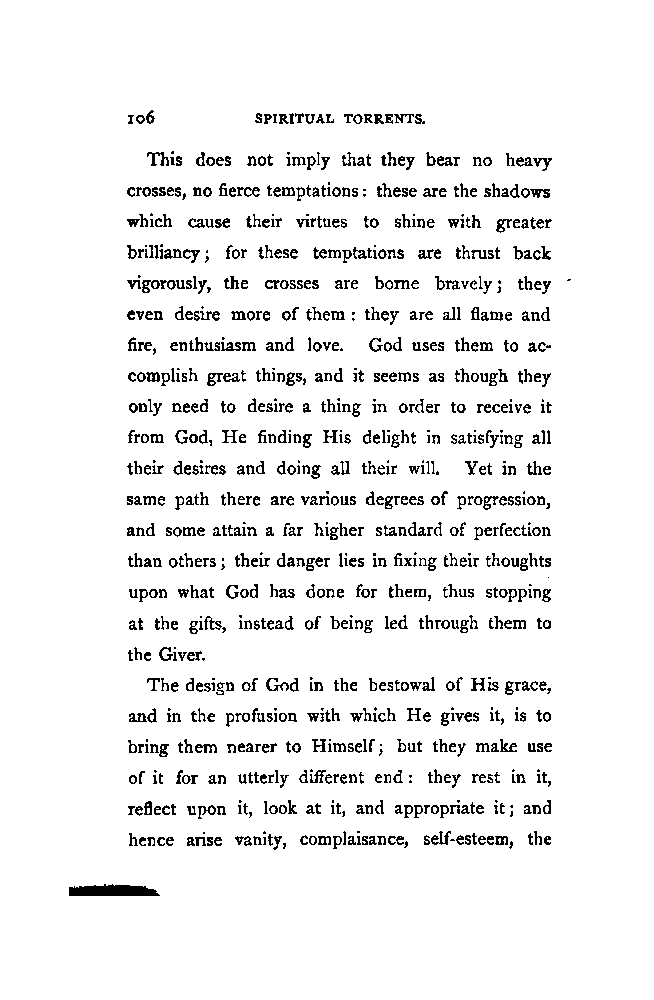 106 SPIRITUAL TORRENTS.
This does not imply that they bear no heavy
crosses, no fierce temptations: these are the shadows
which cause their virtues to shine with greater
brilliancy; for these temptations are thrust back
vigorously, the crosses are borne bravely; they
even desire more of them: they are all flame and
fire, enthusiasm and love. God uses them to ac-
complish great things, and it seems as though they
only need to desire a thing in order to receive it
from God, He finding His delight in satisfying all
their desires and doing all their will. Yet in the
same path there are various degrees of progression,
and some attain a far higher standard of perfection
than others; their danger lies in fixing their thoughts
upon what God has done for them, thus stopping
at the gifts, instead of being led through them to
the Giver.
The design of God in the bestowal of His grace,
and in the profusion with which He gives it, is to
bring them nearer to Himself; but they make use
of it for an utterly different end: they rest in it,
reflect upon it, look at it, and appropriate it; and
hence arise vanity, complaisance, self-esteem, the